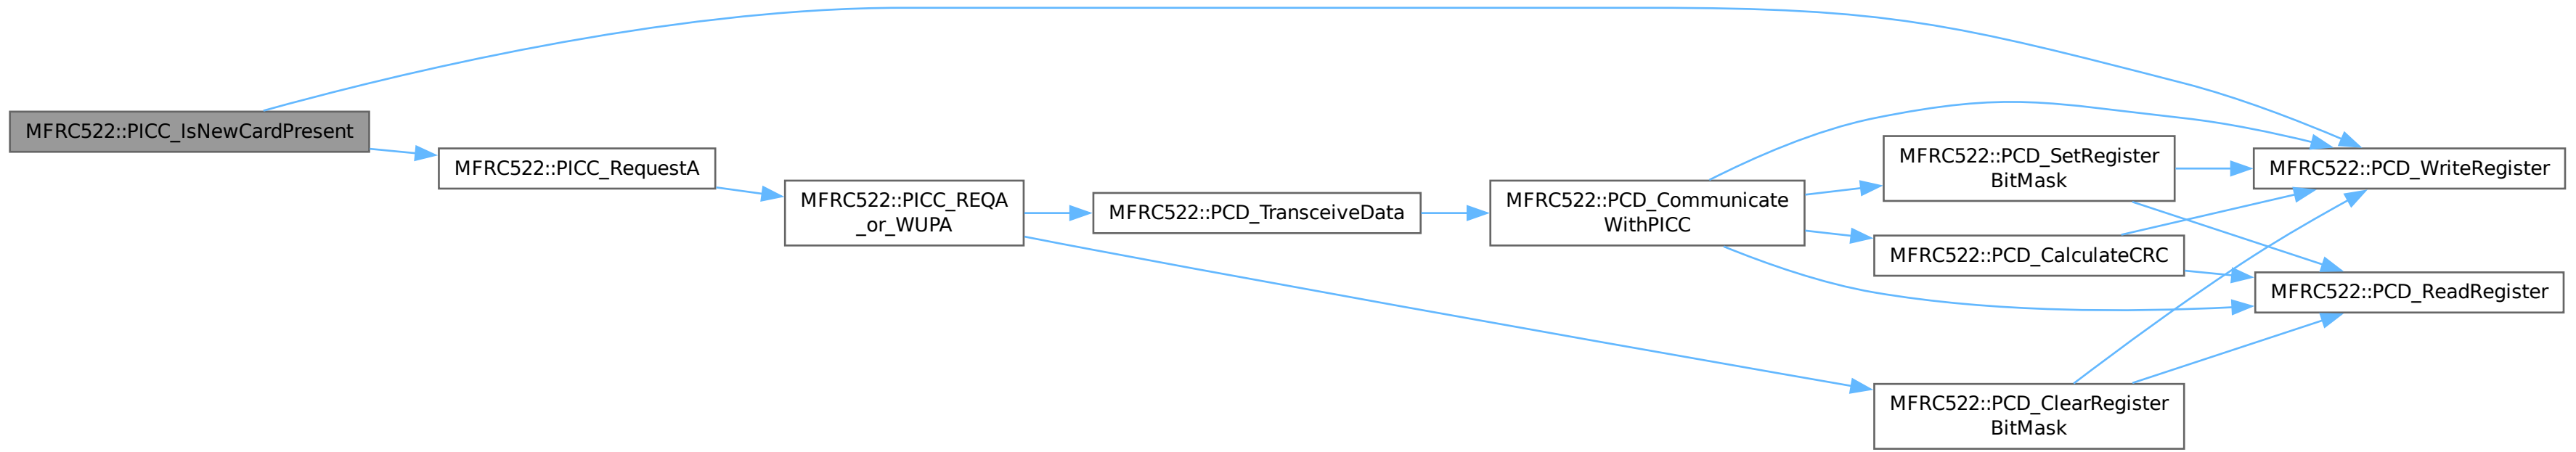 MFRC522::PICC_IsNewCardPresent
MFRC522::PICC_RequestA
MFRC522::PICC_REQA
_or_WUPA
MFRC522::PCD_TransceiveData
MFRC522::PCD_Communicate
WithPICC
MFRC522::PCD_SetRegister
BitMask
MFRC522::PCD_CalculateCRC
MFRC522::PCD_ClearRegister
BitMask
MFRC522::PCD_WriteRegister
MFRC522::PCD_ReadRegister